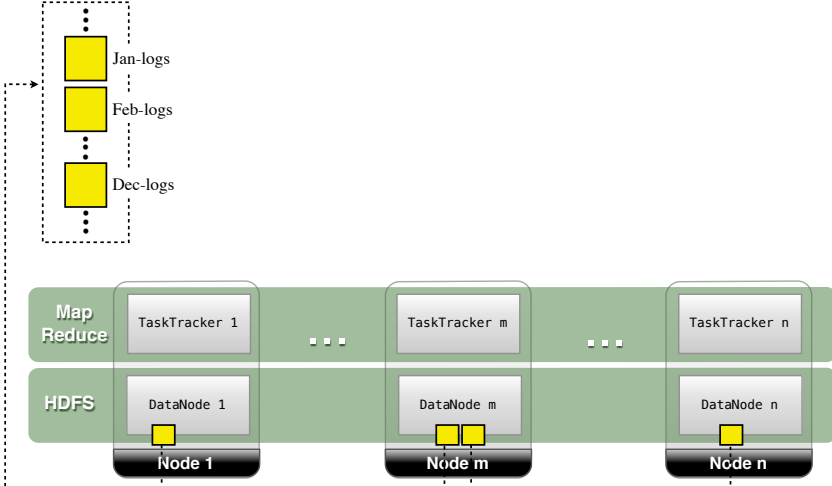 Jan-logs
Feb-logs
Dec-logs
Map
Reduce
TaskTracker 1
TaskTracker m
TaskTracker n
HDFS
DataNode 1
DataNode m
DataNode n
Node 1
Node m
Node n